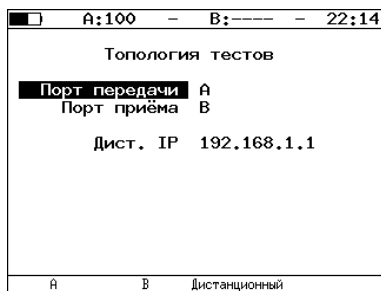 A:100 – B:---- – 22:14
Топология тестов
Порт передачи A
Порт приёма B
Дист. IP 192.168.1.1
A B Дистанционный